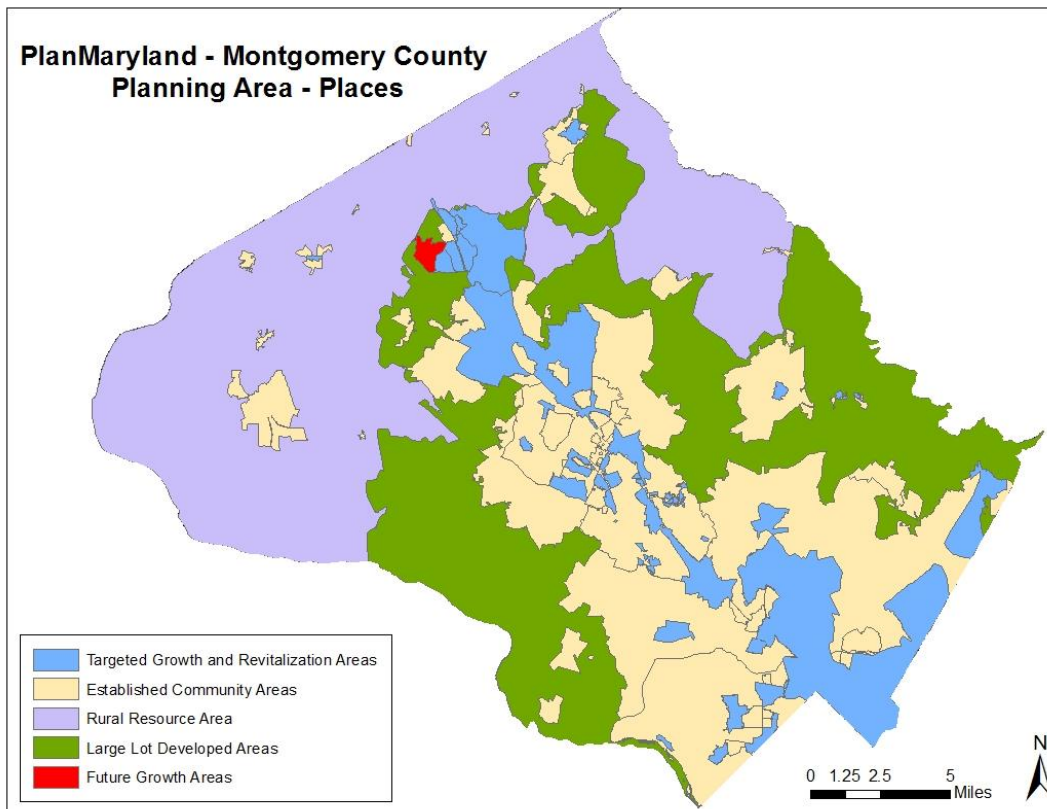 PlanMaryland - Montgomery County
Planning Area - Places
Targeted Growth and Revitalization Areas
Established Community Areas
Rural Resource Area
Large Lot Developed Areas
Future Growth Areas
N
0 1.25 2.5 5
Miles